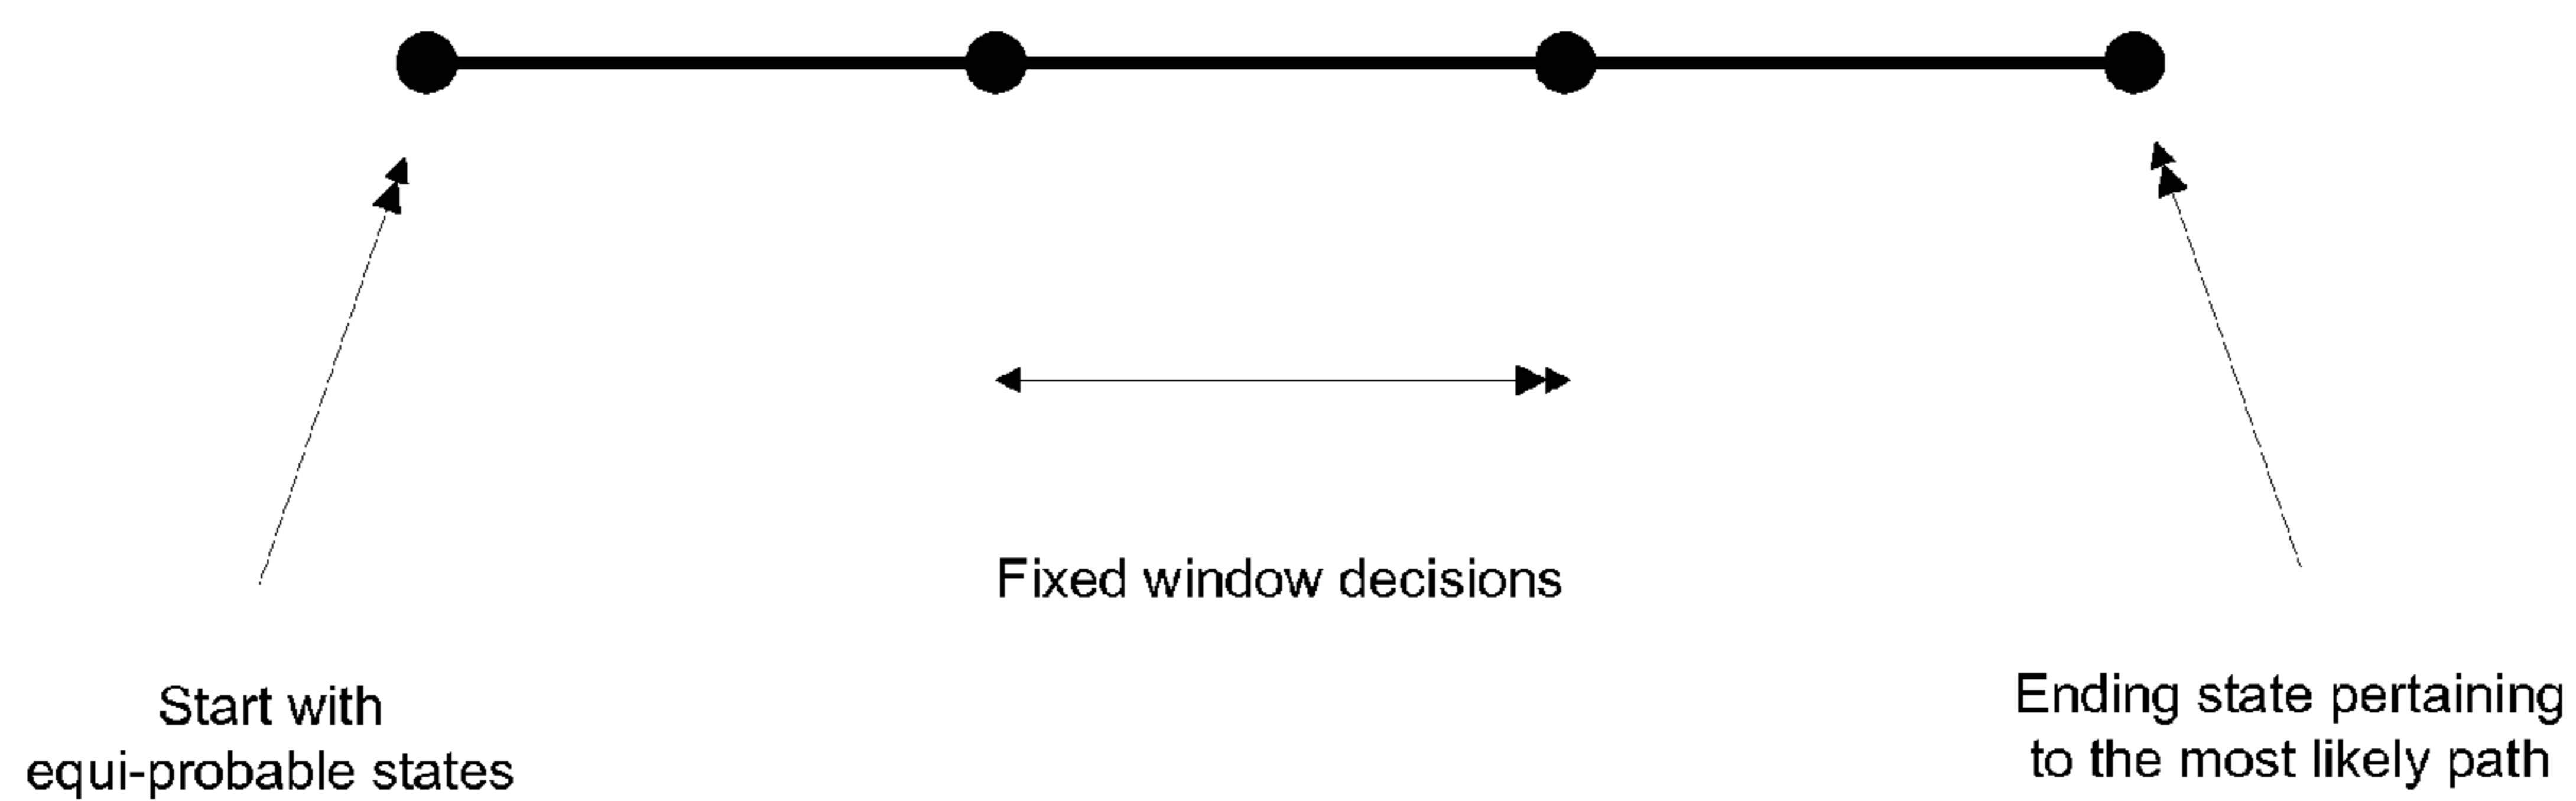 Fixed window decisions
Start with
equi-probable states
Ending state pertaining
to the most likely path